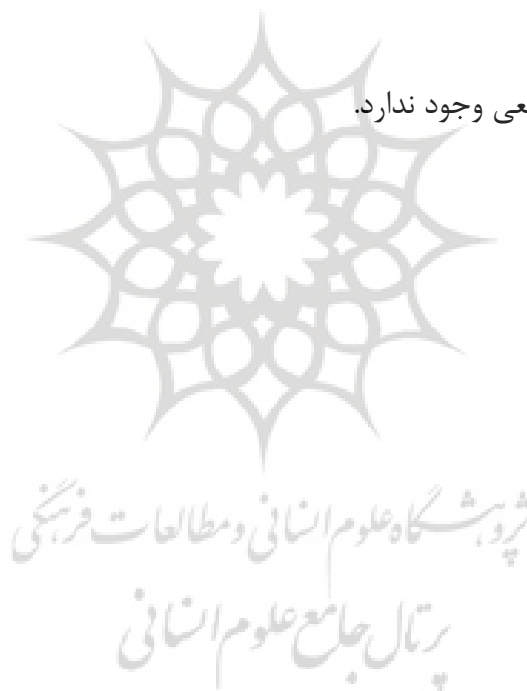 وجود ندارد.
پژوهشگاه علوم انسانی و مطالعات فرهنگی
پرتال جامع علوم انسانی